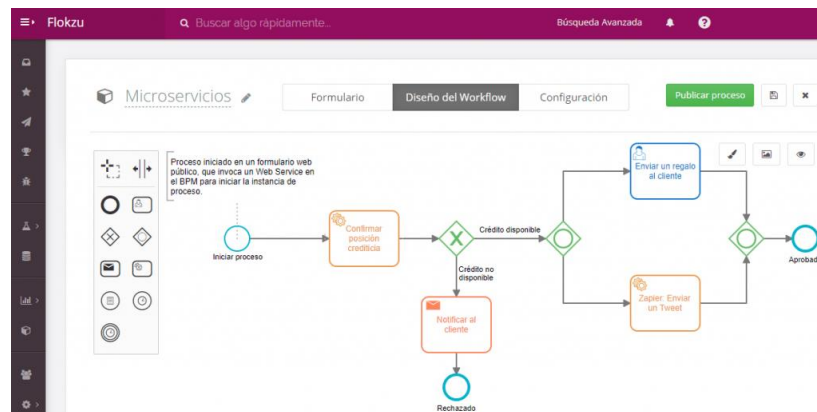 Flokzu
Buscar algo rápidamente...
Búsqueda Avanzada
Microservicios
Formulario
Diseño del Workflow
Configuración
Publicar proceso
Proceso iniciado en un formulario web
público, que invoca un Web Service en
el BPM para iniciar la instancia de
proceso.
Enviar un regalo
al cliente
Confirmar
posición
crediticia
Crédito disponible
Iniciar proceso
Aprobad
Crédito no
disponible
Zapier: Enviar
un Tweet
Notificar al
cliente
Rechazado